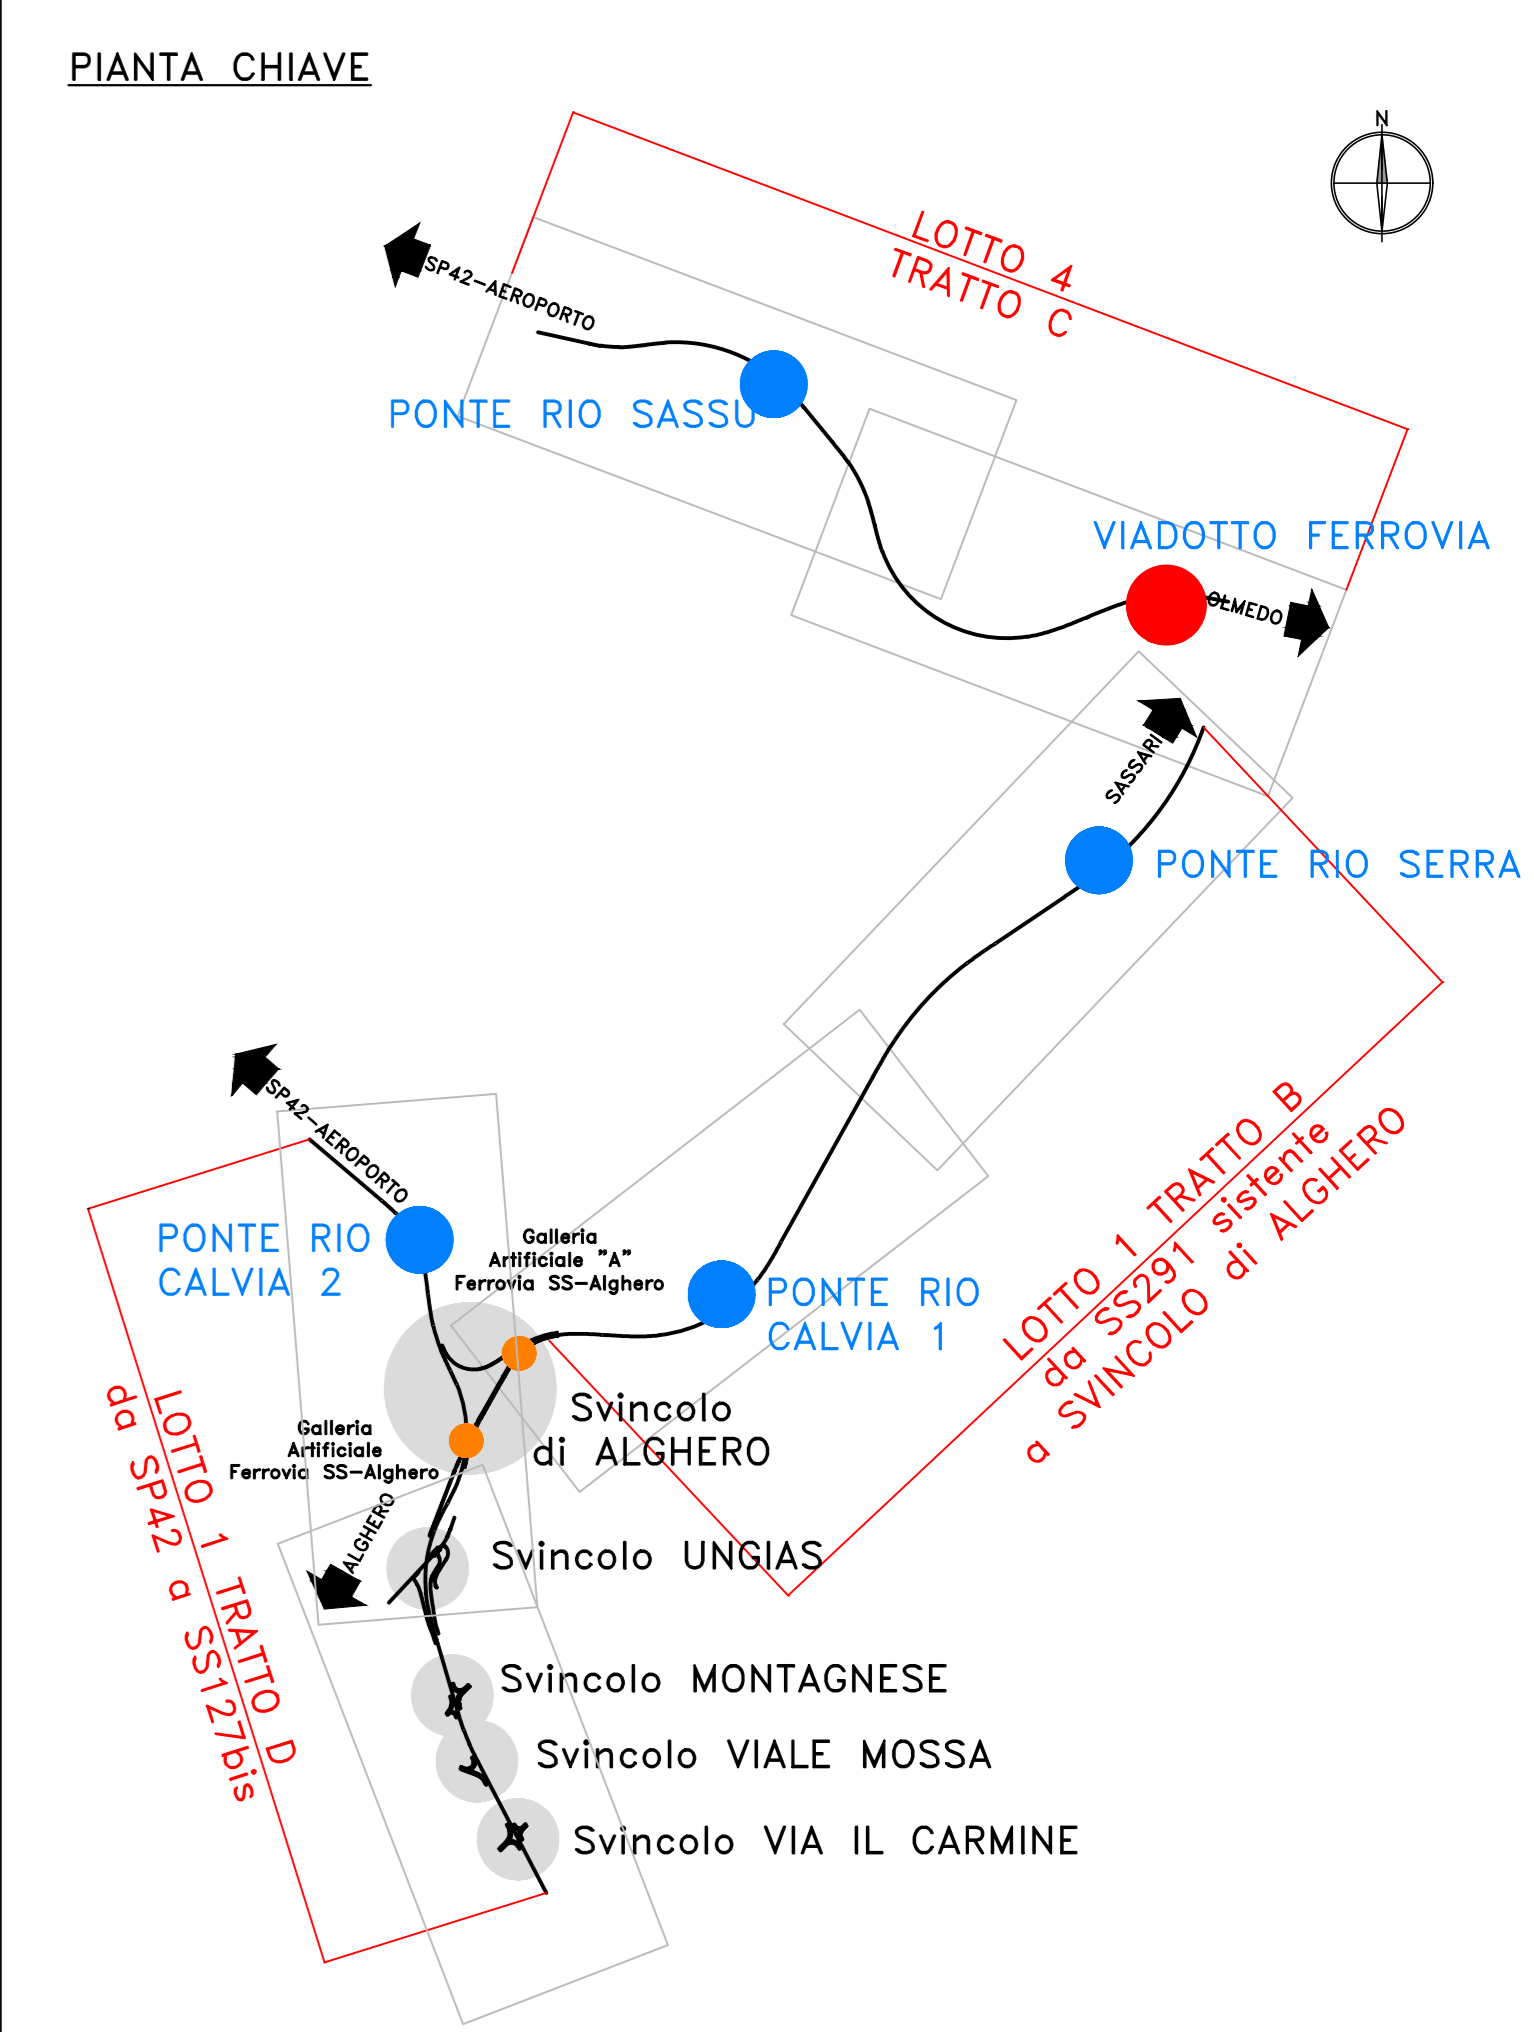 PIANTA CHIAVE
N
LOTTO 4
TRATTO C
SP42-AEROPORTO
PONTE RIO SASSU
VIADOTTO FERROVIA
OLMEDO
SASSARI
PONTE RIO SERRA
SP42-AEROPORTO
PONTE RIO
CALVIA 2
Galleria
Artificiale "A"
Ferrovia SS-Alghero
PONTE RIO
CALVIA 1
LOTTO 1 TRATTO B
da SS291 sistente
a SVINCOLO di ALGHERO
Svincolo
di ALGHERO
Galleria
Artificiale
Ferrovia SS-Alghero
ALGHERO
LOTTO 1 TRATTO D
da SP42 a SS127bis
Svincolo UNGIAS
Svincolo MONTAGNESE
Svincolo VIALE MOSSA
Svincolo VIA IL CARMINE